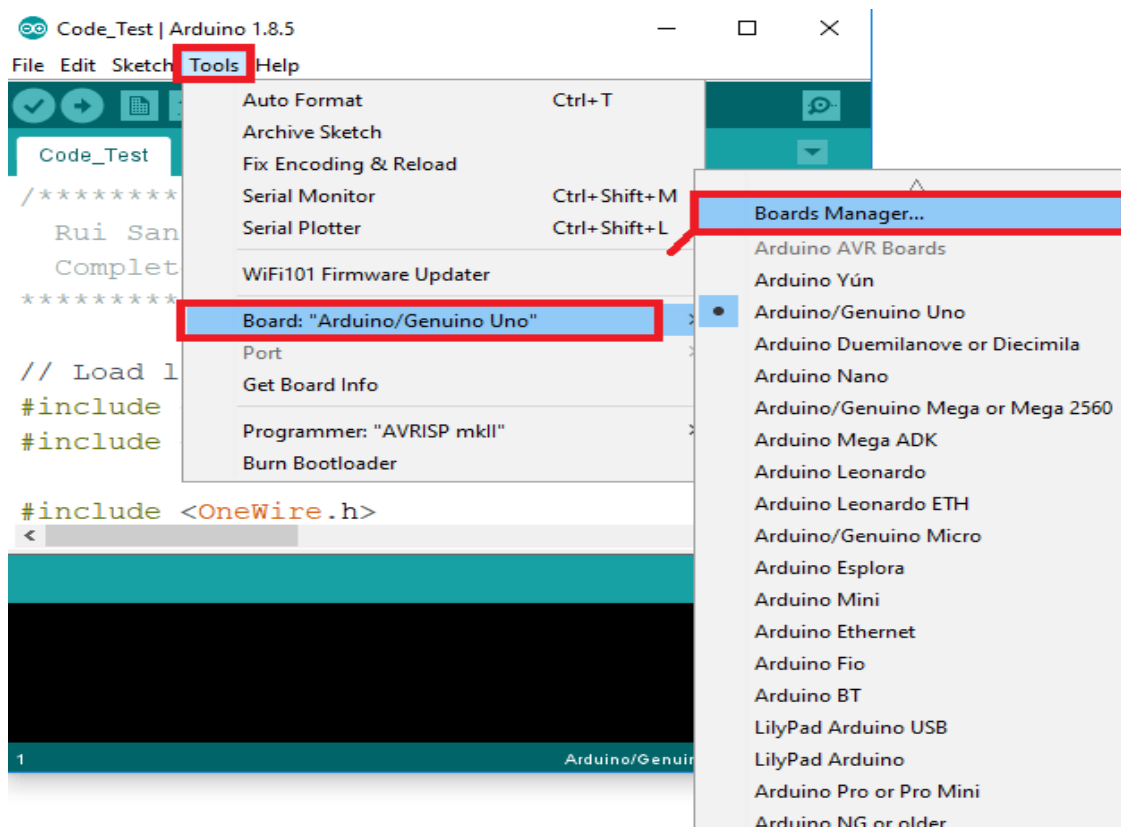 Code_Test | Arduino 1.8.5
File Edit Sketch Tools Help
Code_Test
/********
Rui San
Complet
*********
// Load l
#include
#include
#include <OneWire.h>
1
Arduino/Genuin
Auto Format Ctrl+T
Archive Sketch
Fix Encoding & Reload
Serial Monitor Ctrl+Shift+M
Serial Plotter Ctrl+Shift+L
WiFi101 Firmware Updater
Board: "Arduino/Genuino Uno"
Port
Get Board Info
Programmer: "AVRISP mkII"
Burn Bootloader
Boards Manager...
Arduino AVR Boards
Arduino Yún
Arduino/Genuino Uno
Arduino Duemilanove or Diecimila
Arduino Nano
Arduino/Genuino Mega or Mega 2560
Arduino Mega ADK
Arduino Leonardo
Arduino Leonardo ETH
Arduino/Genuino Micro
Arduino Esplora
Arduino Mini
Arduino Ethernet
Arduino Fio
Arduino BT
LilyPad Arduino USB
LilyPad Arduino
Arduino Pro or Pro Mini
Arduino NG or older